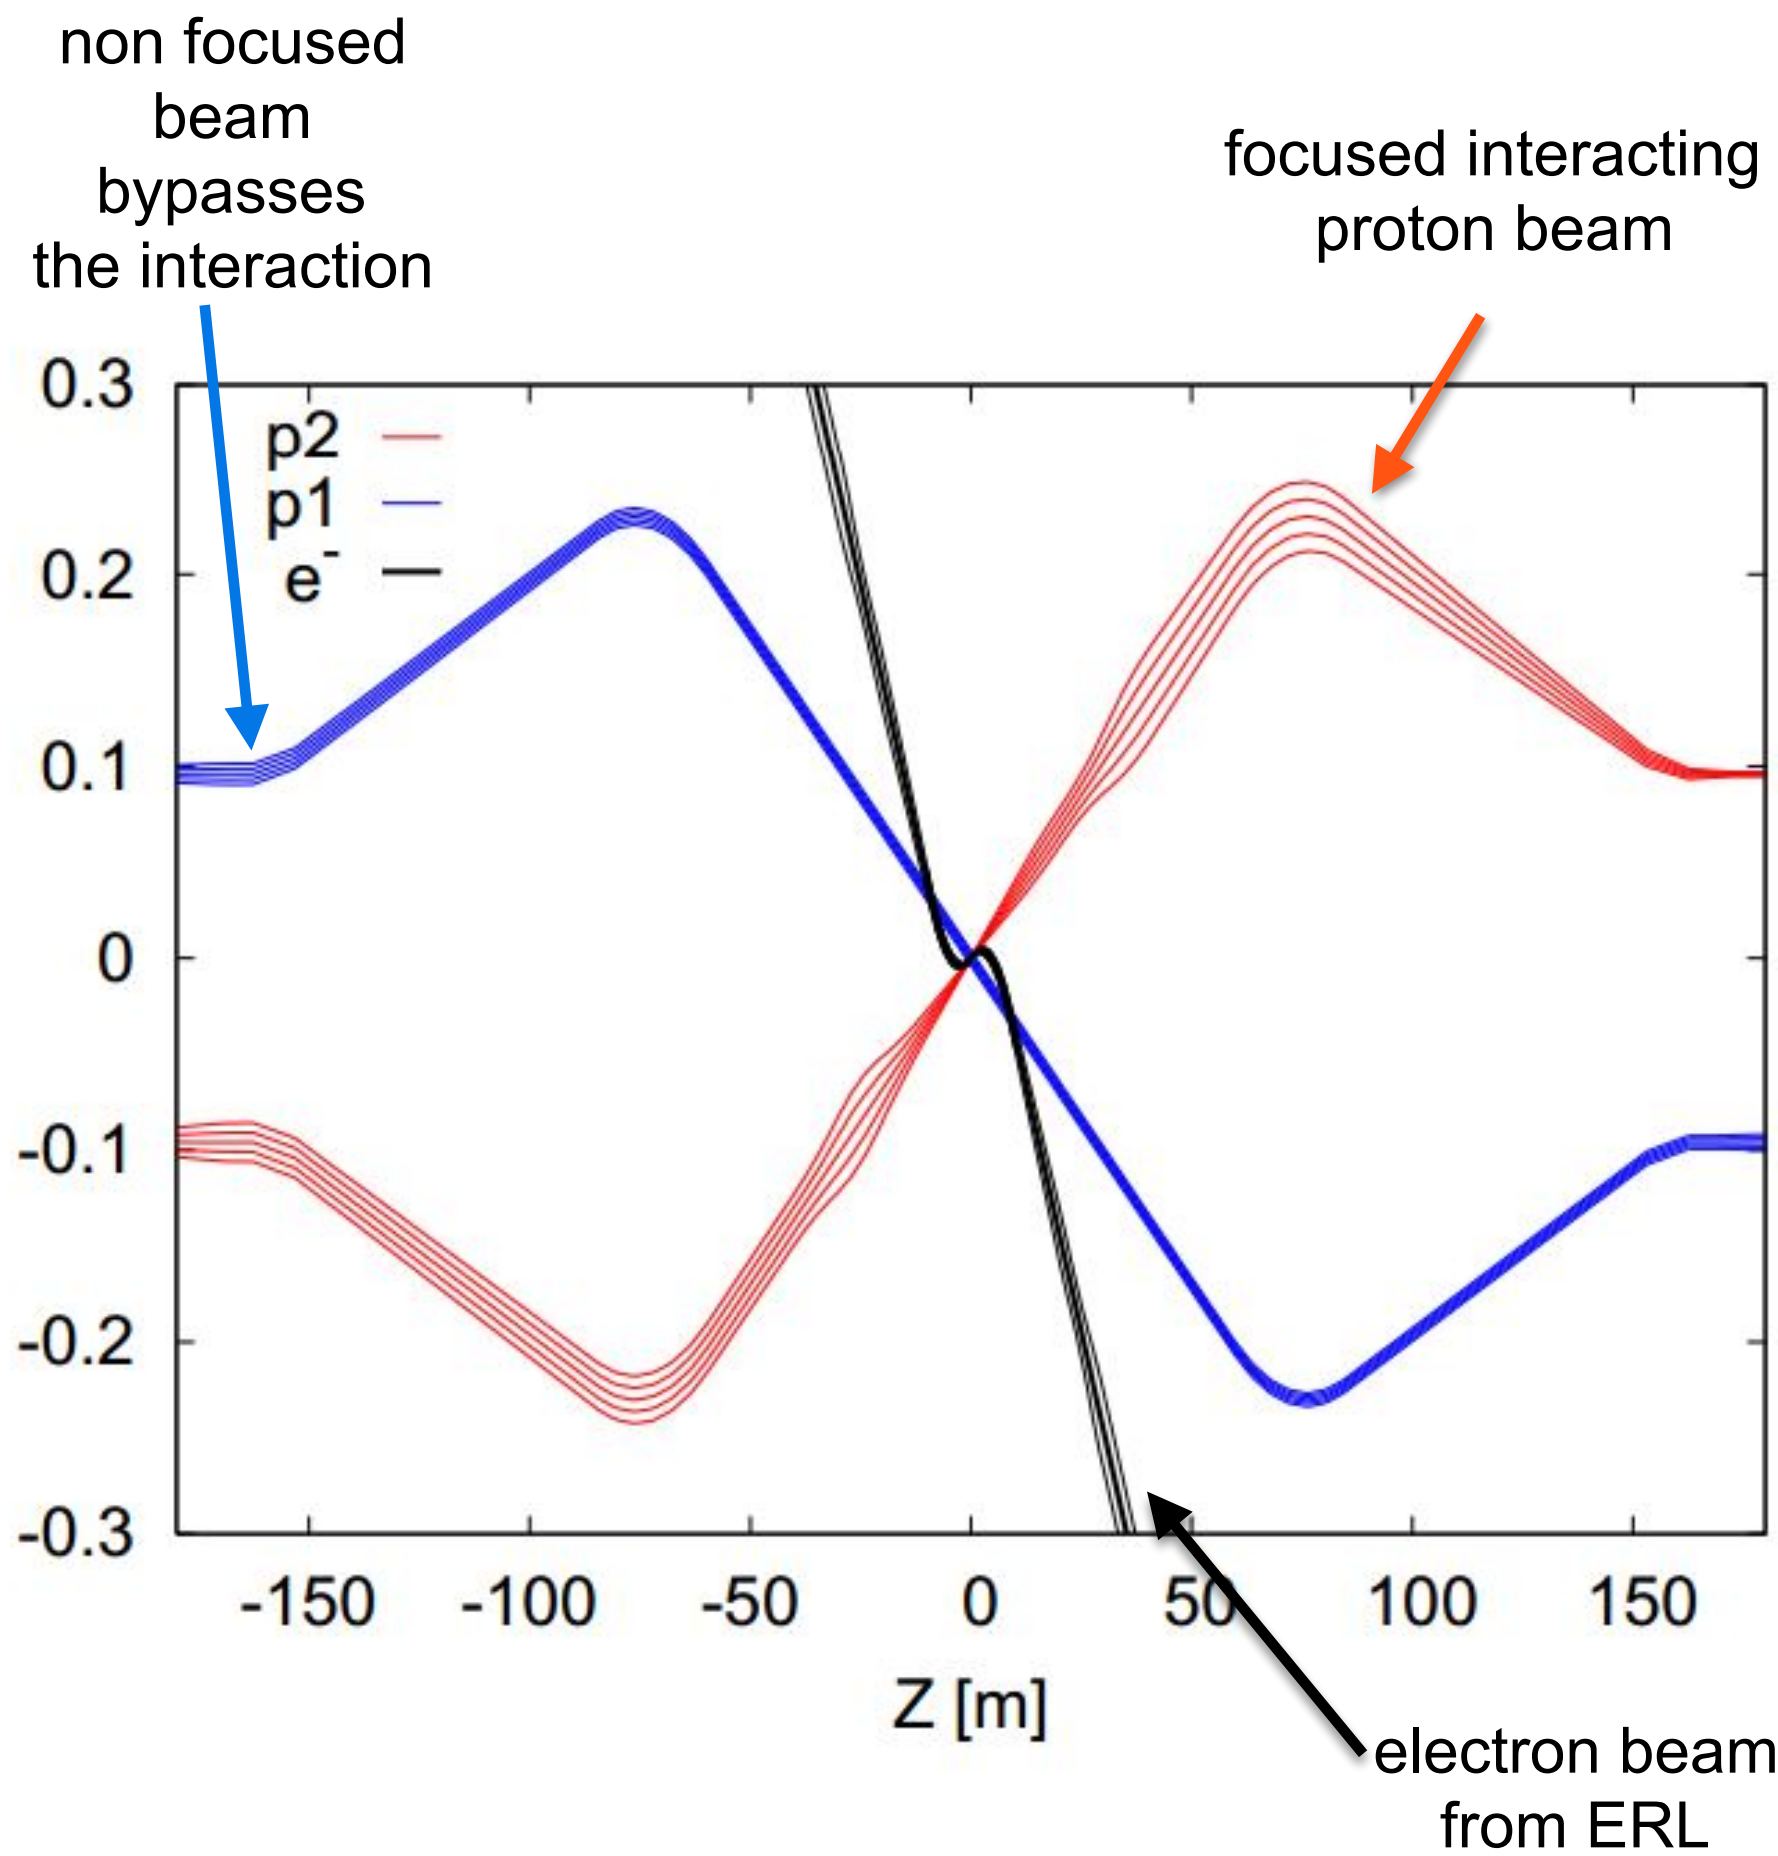 non focused
beam
bypasses
the interaction
focused interacting
proton beam
0.3
0.2
0.1
0
-0.1
-0.2
-0.3
p2
p1
e-
-150 -100 -50 0 50 100 150
Z [m]
electron beam
from ERL